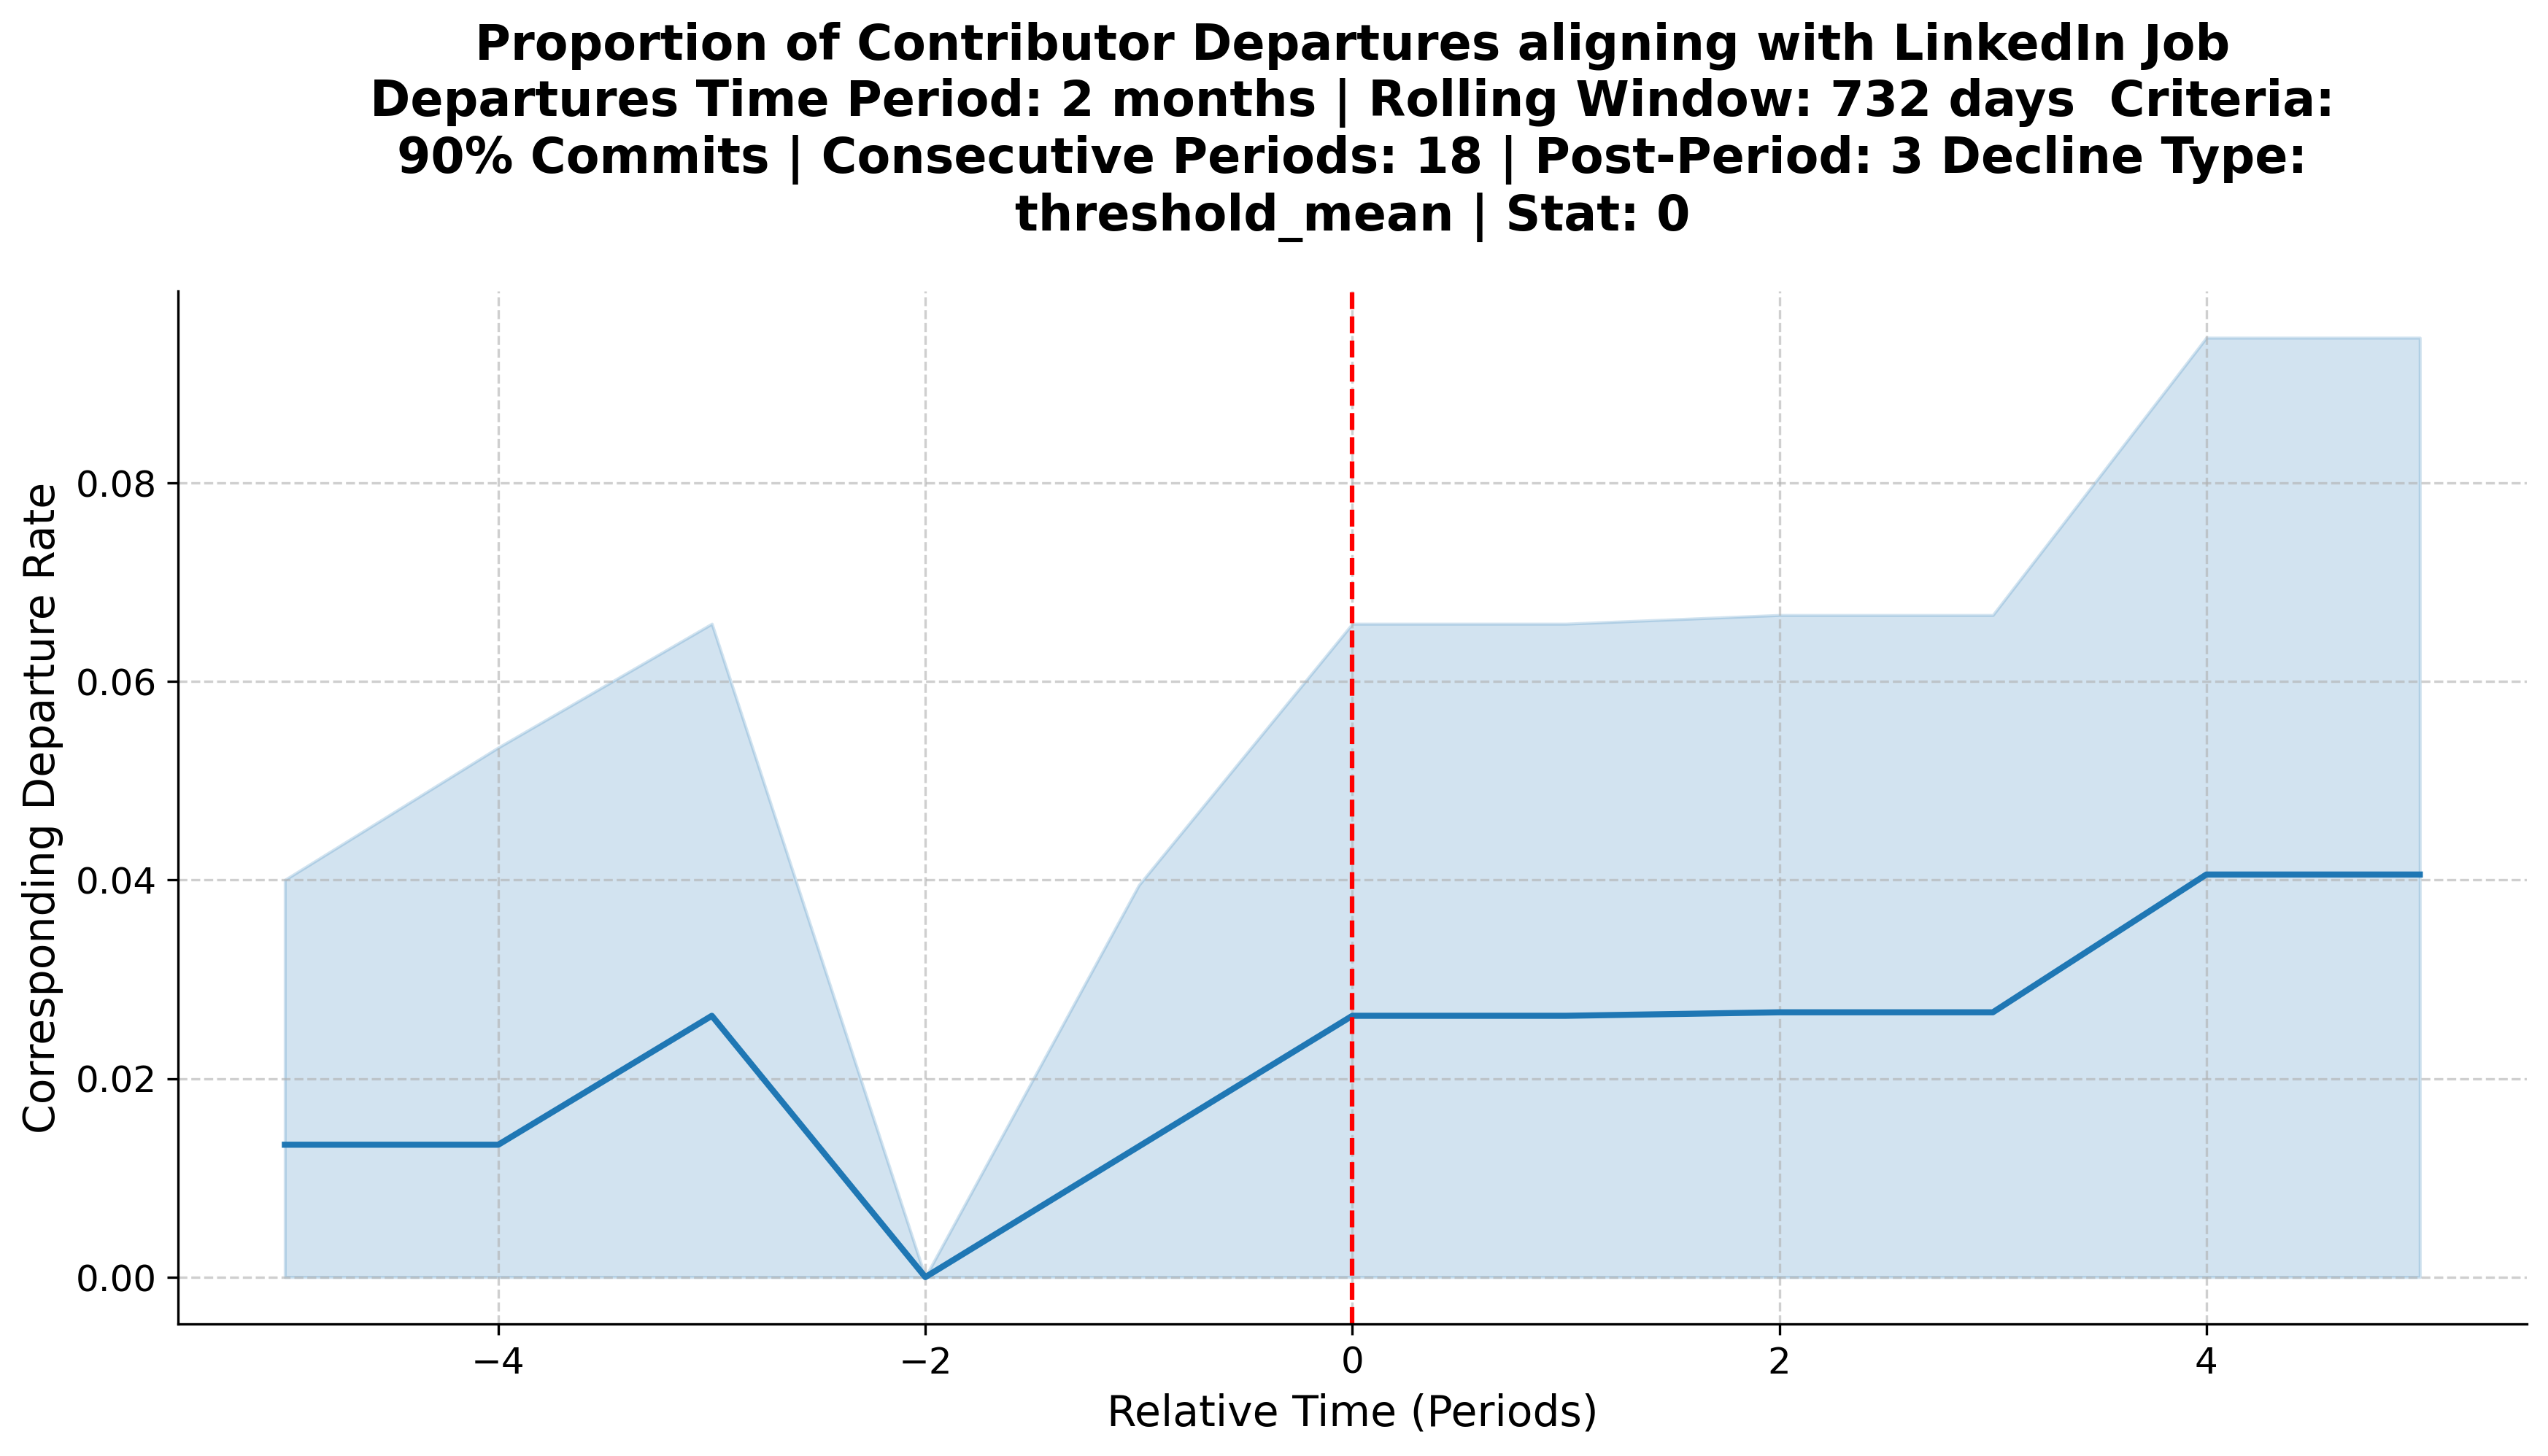 Proportion of Contributor Departures aligning with LinkedIn Job
Departures Time Period: 2 months | Rolling Window: 732 days  Criteria:
90% Commits | Consecutive Periods: 18 | Post-Period: 3 Decline Type:
threshold_mean | Stat: 0
Corresponding Departure Rate
0.08
0.06
0.04
0.02
0.00
−4
−2
0
2
4
Relative Time (Periods)